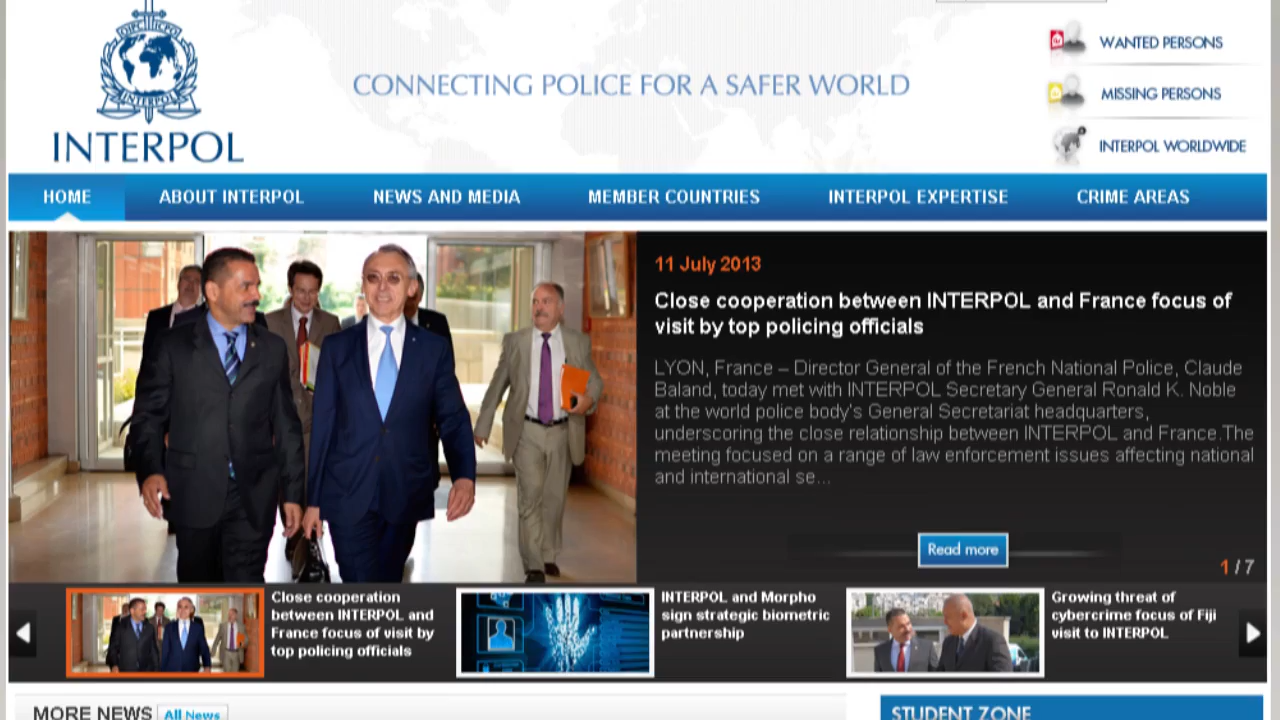 OIPC ICPO
INTERPOL
INTERPOL
CONNECTING POLICE FOR A SAFER WORLD
WANTED PERSONS
MISSING PERSONS
INTERPOL WORLDWIDE
HOME
ABOUT INTERPOL
NEWS AND MEDIA
MEMBER COUNTRIES
INTERPOL EXPERTISE
CRIME AREAS
11 July 2013
Close cooperation between INTERPOL and France focus of
visit by top policing officials
LYON, France – Director General of the French National Police, Claude
Baland, today met with INTERPOL Secretary General Ronald K. Noble
at the world police body's General Secretariat headquarters,
underscoring the close relationship between INTERPOL and France.The
meeting focused on a range of law enforcement issues affecting national
and international se...
Read more
1 / 7
Close cooperation
between INTERPOL and
France focus of visit by
top policing officials
INTERPOL and Morpho
sign strategic biometric
partnership
Growing threat of
cybercrime focus of Fiji
visit to INTERPOL
MORE NEWS
All News
STUDENT ZONE